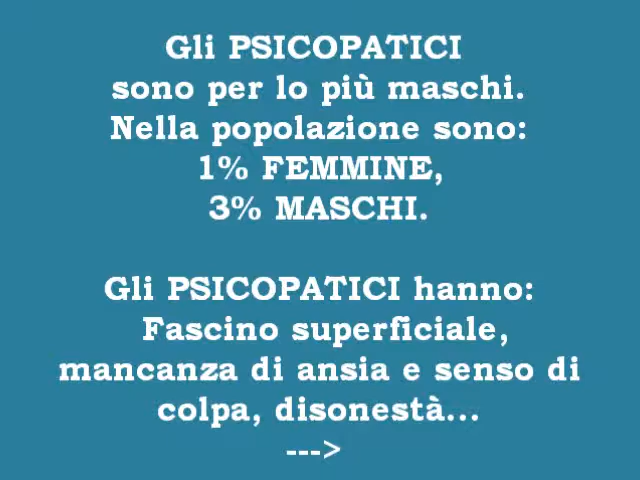 Gli PSICOPATICI
sono per lo più maschi.
Nella popolazione sono:
1% FEMMINE,
3% MASCHI.
Gli PSICOPATICI hanno:
Fascino superficiale,
mancanza di ansia e senso di
colpa, disonestà...
--->